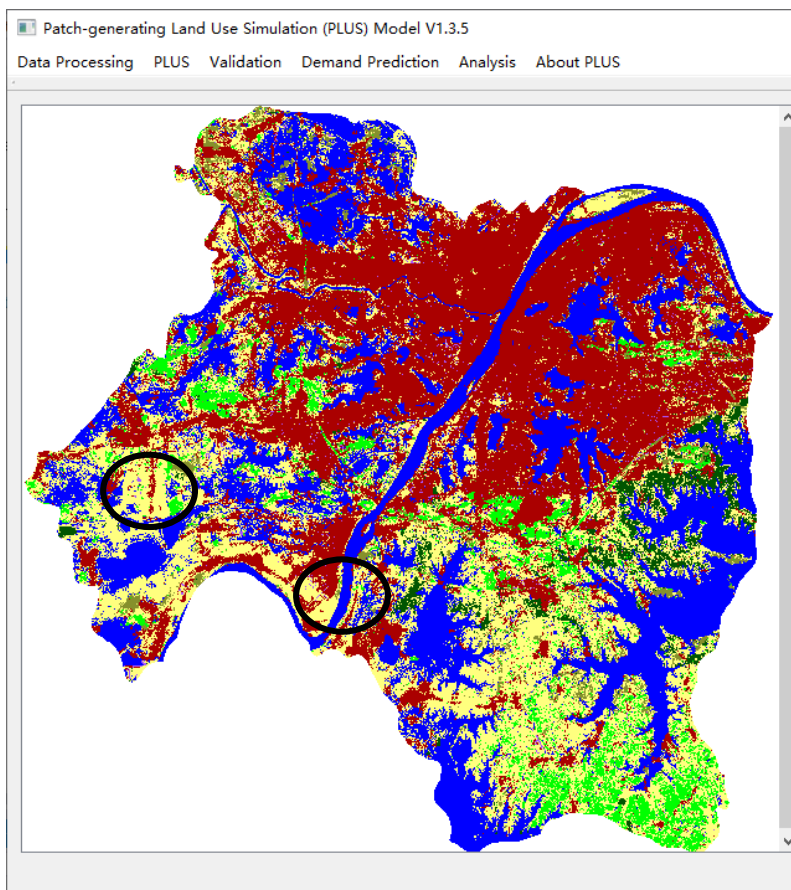 Patch-generating Land Use Simulation (PLUS) Model V1.3.5
Data Processing PLUS Validation Demand Prediction Analysis About PLUS